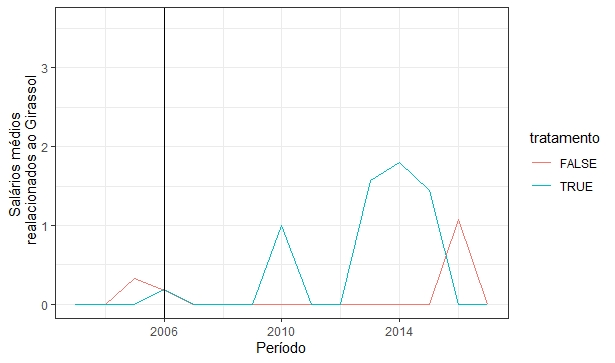 Salários médios
realacionados ao Girassol
3
2
1
0
2006
2010
2014
Período
tratamento
FALSE
TRUE